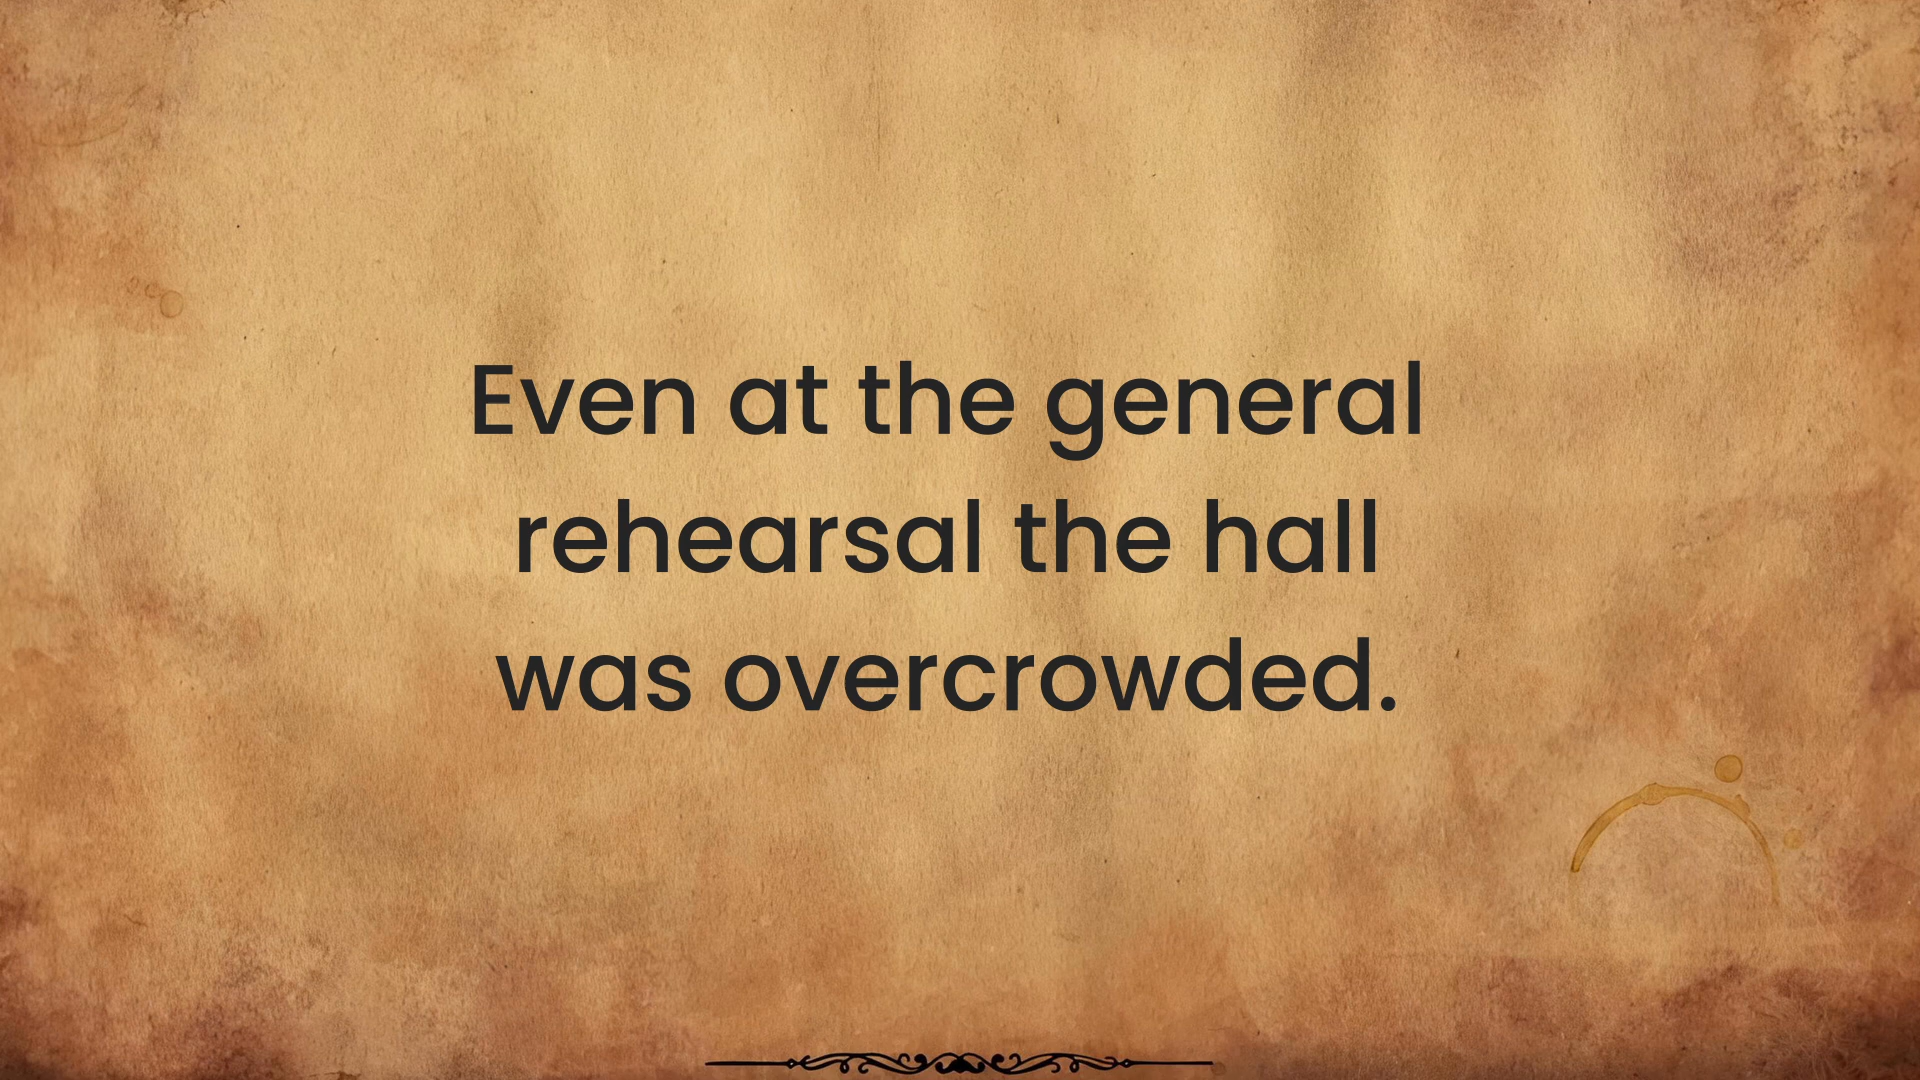 Even at the general
rehearsal the hall
was overcrowded.